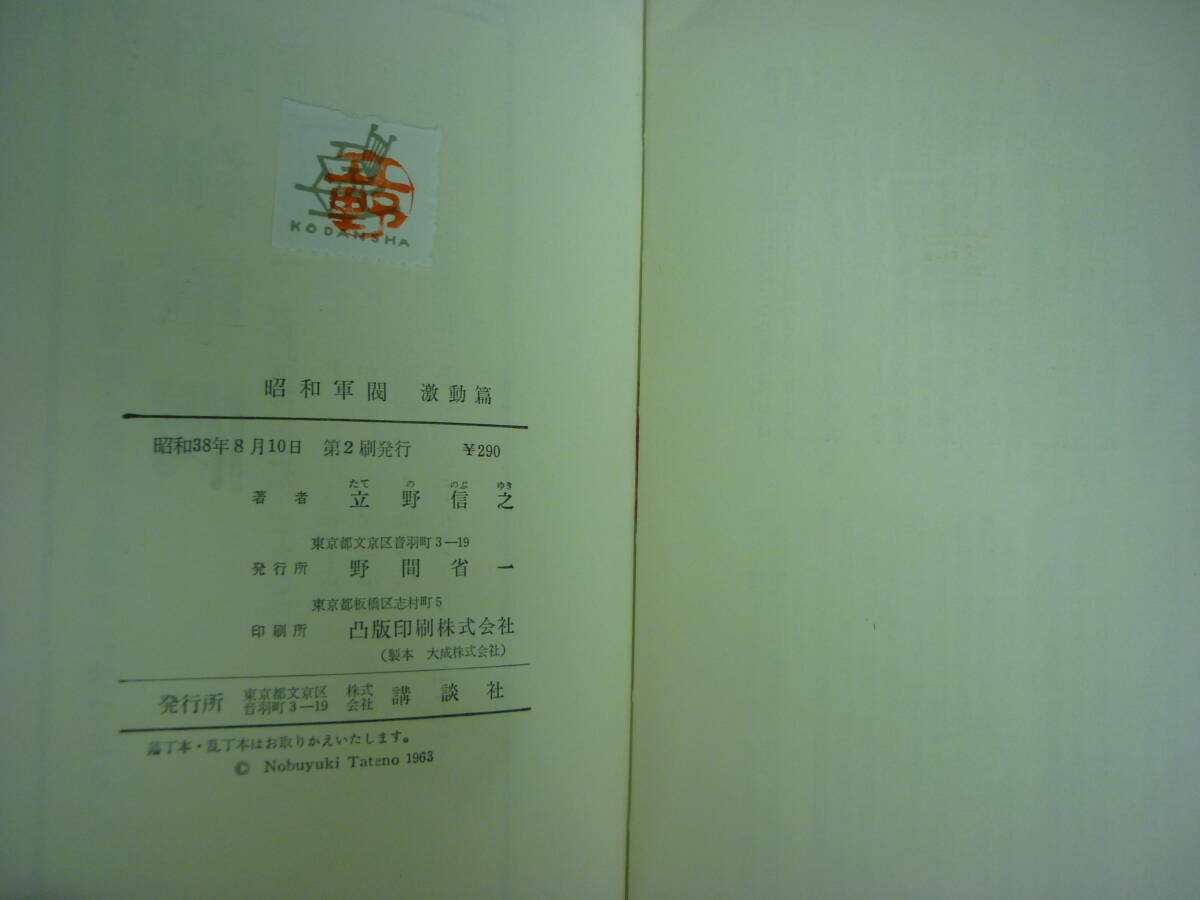 立野
KODANSHA
昭和軍閥 激動篇
昭和38年8月10日 第2刷発行 ¥290
たて の のぶ ゆき
著者 立野信之
東京都文京区音羽町3―19
発行所 野間省一
東京都板橋区志村町5
印刷所 凸版印刷株式会社
(製本 大成株式会社)
発行所 東京都文京区音羽町3―19 株式会社 講談社
落丁本・乱丁本はお取りかえいたします。
© Nobuyuki Tateno 1963